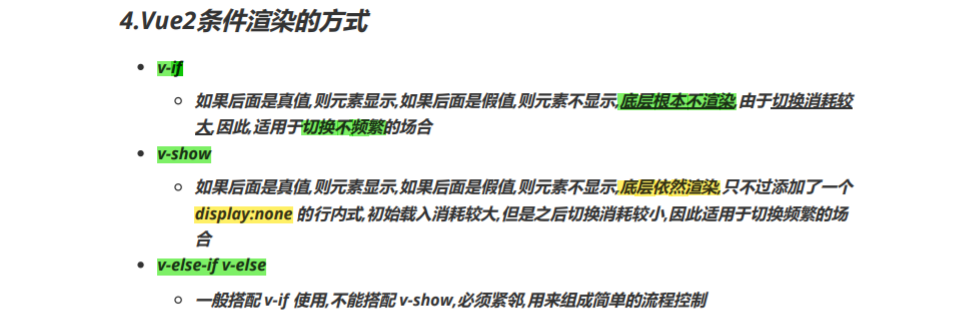 4.Vue2条件渲染的方式
v-if
如果后面是真值,则元素显示,如果后面是假值,则元素不显示,底层根本不渲染,由于切换消耗较
大,因此,适用于切换不频繁的场合
v-show
如果后面是真值,则元素显示,如果后面是假值,则元素不显示,底层依然渲染,只不过添加了一个
display:none 的行内式,初始载入消耗较大,但是之后切换消耗较小,因此适用于切换频繁的场
合
v-else-if v-else
一般搭配 v-if 使用,不能搭配 v-show,必须紧邻,用来组成简单的流程控制